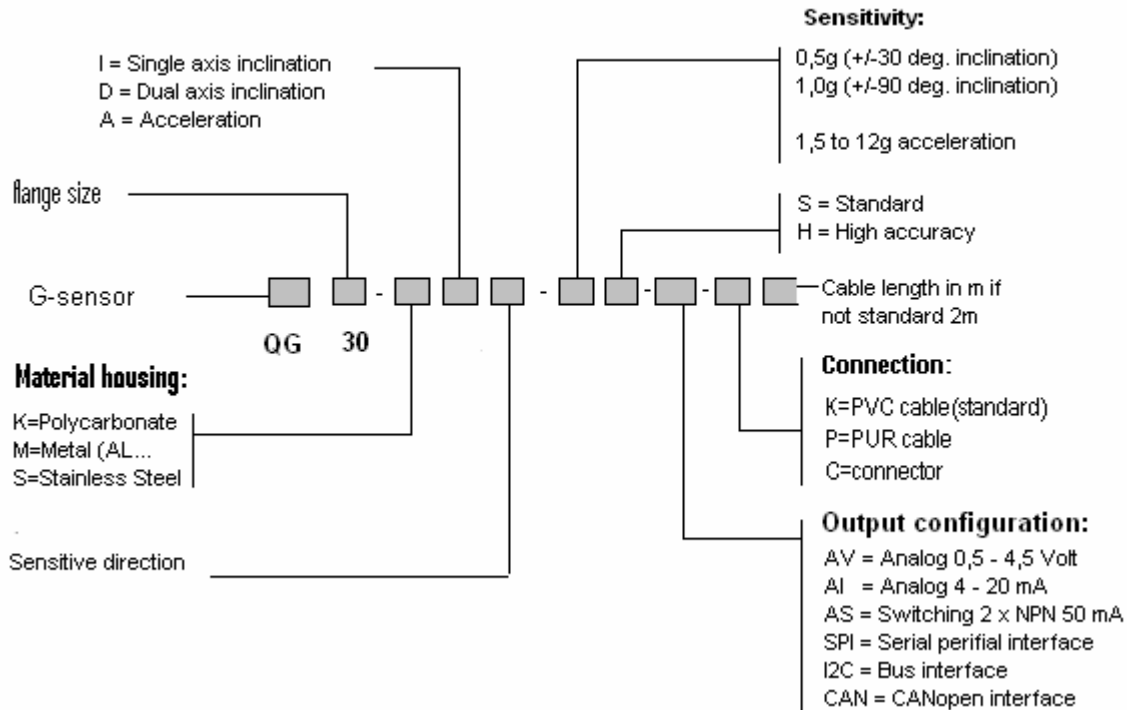 Sensitivity:
0,5g (+/-30 deg. inclination)
1,0g (+/-90 deg. inclination)
1,5 to 12g acceleration
I = Single axis inclination
D = Dual axis inclination
A = Acceleration
flange size
S = Standard
H = High accuracy
G-sensor
- - - -
Cable length in m if
not standard 2m
QG 30
Material housing:
K=Polycarbonate
M=Metal (AL...
S=Stainless Steel
Connection:
K=PVC cable(standard)
P=PUR cable
C=connector
Sensitive direction
Output configuration:
AV = Analog 0,5 - 4,5 Volt
AI = Analog 4 - 20 mA
AS = Switching 2 x NPN 50 mA
SPI = Serial perifial interface
I2C = Bus interface
CAN = CANopen interface